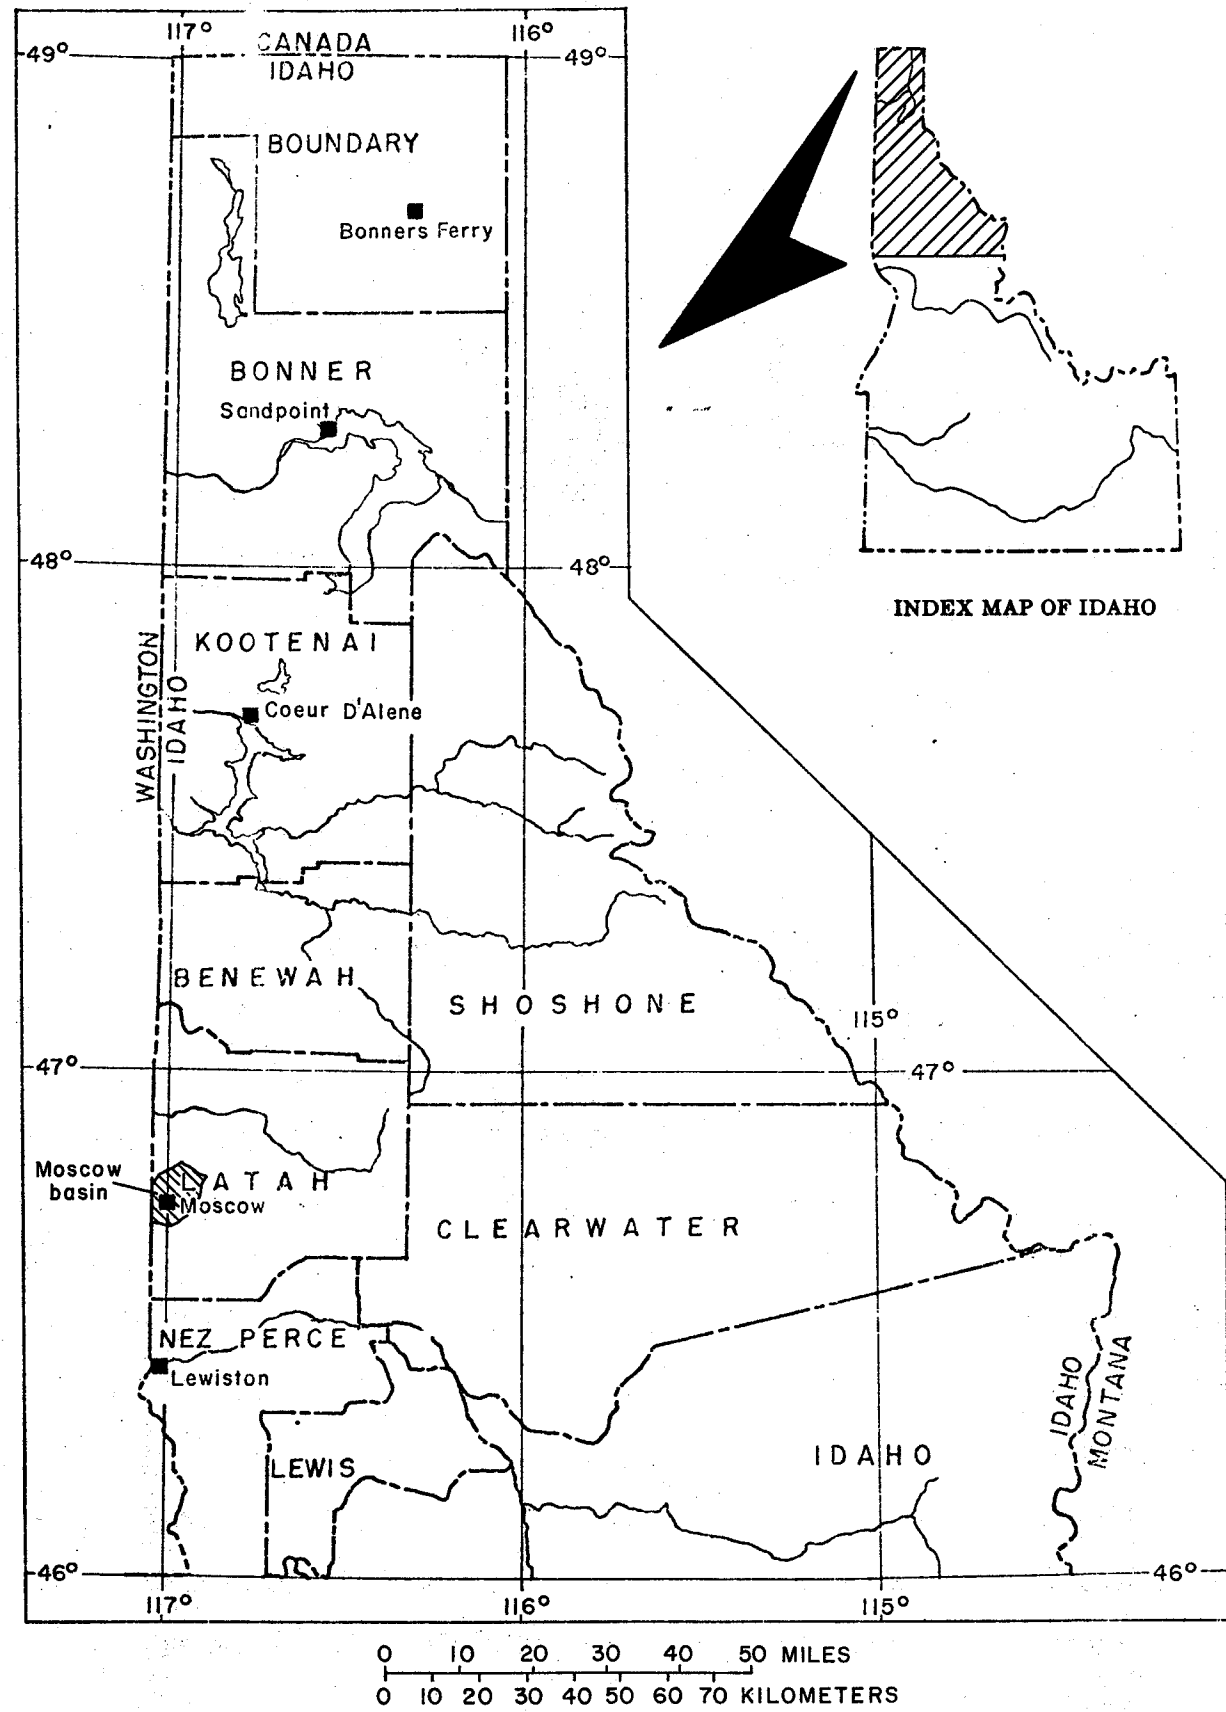 117°
116°
49°
CANADA
49°
IDAHO
BOUNDARY
Bonners Ferry
BONNER
Sandpoint
48°
48°
INDEX MAP OF IDAHO
KOOTENAI
WASHINGTON
IDAHO
Coeur D'Alene
BENEWAH
SHOSHONE
115°
47°
47°
Moscow
basin
LATAH
Moscow
CLEARWATER
NEZ PERCE
Lewiston
IDAHO
MONTANA
IDAHO
LEWIS
46°
46°
117°
116°
115°
0 10 20 30 40 50 MILES
0 10 20 30 40 50 60 70 KILOMETERS